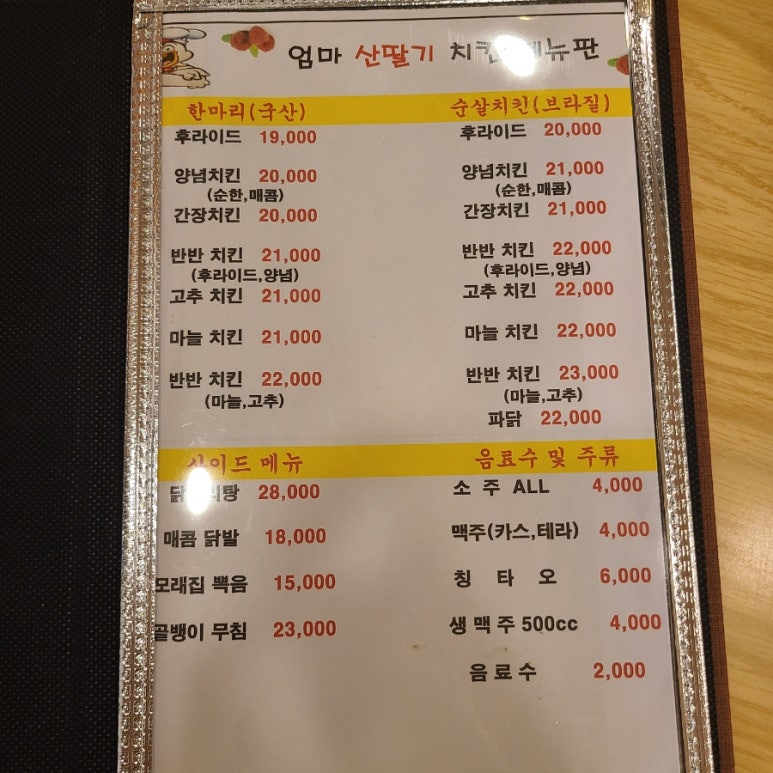 엄마 산딸기 치킨 메뉴판
한마리(국산)
후라이드 19,000
양념치킨 20,000
(순한,매콤)
간장치킨 20,000
반반 치킨 21,000
(후라이드,양념)
고추 치킨 21,000
마늘 치킨 21,000
반반 치킨 22,000
(마늘,고추)
순살치킨(브라질)
후라이드 20,000
양념치킨 21,000
(순한,매콤)
간장치킨 21,000
반반 치킨 22,000
(후라이드,양념)
고추 치킨 22,000
마늘 치킨 22,000
반반 치킨 23,000
(마늘,고추)
파닭 22,000
사이드 메뉴
28,000
매콤 닭발 18,000
모래집 뽁음 15,000
골뱅이 무침 23,000
음료수 및 주류
소 주 ALL 4,000
맥주(카스,테라) 4,000
칭 타 오 6,000
생 맥 주 500cc 4,000
음 료 수 2,000